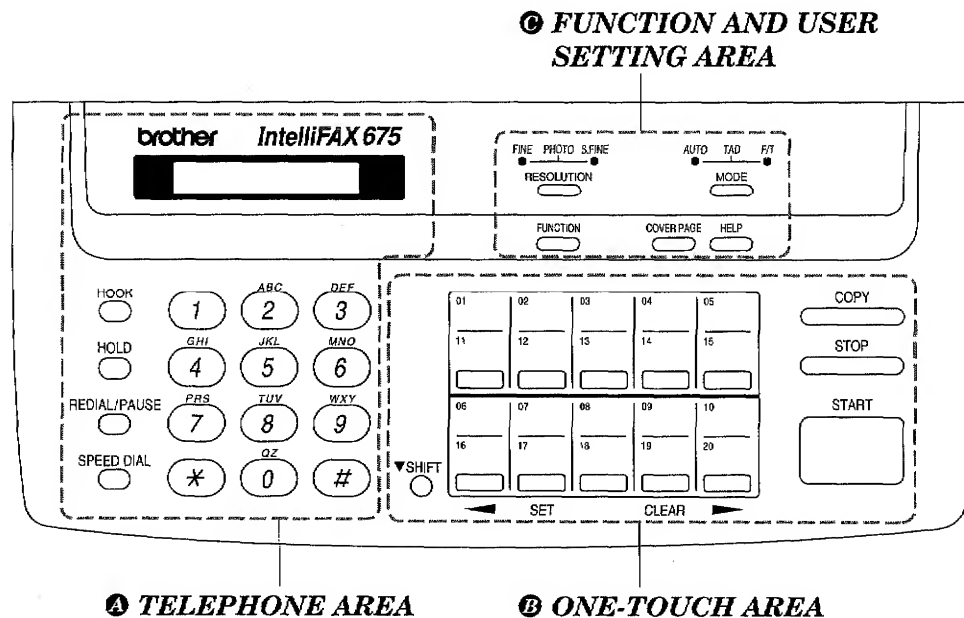 C FUNCTION AND USER
SETTING AREA
brother IntelliFAX 675
FINE PHOTO S.FINE
AUTO TAD F/T
RESOLUTION
MODE
FUNCTION
COVER PAGE
HELP
HOOK
1
ABC
2
DEF
3
HOLD
GHI
4
JKL
5
MNO
6
REDIAL/PAUSE
PRS
7
TUV
8
WXY
9
SPEED DIAL
*
QZ
0
#
01 02 03 04 05
11 12 13 14 15
06 07 08 09 10
16 17 18 19 20
▼SHIFT
◀ SET CLEAR ▶
COPY
STOP
START
A TELEPHONE AREA
B ONE-TOUCH AREA